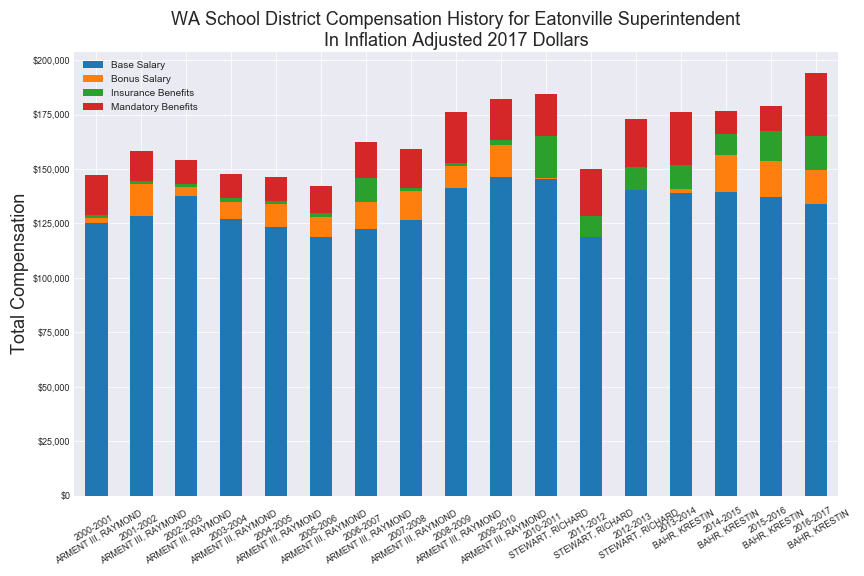 WA School District Compensation History for Eatonville Superintendent
In Inflation Adjusted 2017 Dollars
Base Salary
Bonus Salary
Insurance Benefits
Mandatory Benefits
Total Compensation
$200,000
$175,000
$150,000
$125,000
$100,000
$75,000
$50,000
$25,000
$0
2000-2001
ARMENT III, RAYMOND
2001-2002
ARMENT III, RAYMOND
2002-2003
ARMENT III, RAYMOND
2003-2004
ARMENT III, RAYMOND
2004-2005
ARMENT III, RAYMOND
2005-2006
ARMENT III, RAYMOND
2006-2007
ARMENT III, RAYMOND
2007-2008
ARMENT III, RAYMOND
2008-2009
ARMENT III, RAYMOND
2009-2010
ARMENT III, RAYMOND
2010-2011
STEWART, RICHARD
2011-2012
STEWART, RICHARD
2012-2013
STEWART, RICHARD
2013-2014
BAHR, KRESTIN
2014-2015
BAHR, KRESTIN
2015-2016
BAHR, KRESTIN
2016-2017
BAHR, KRESTIN